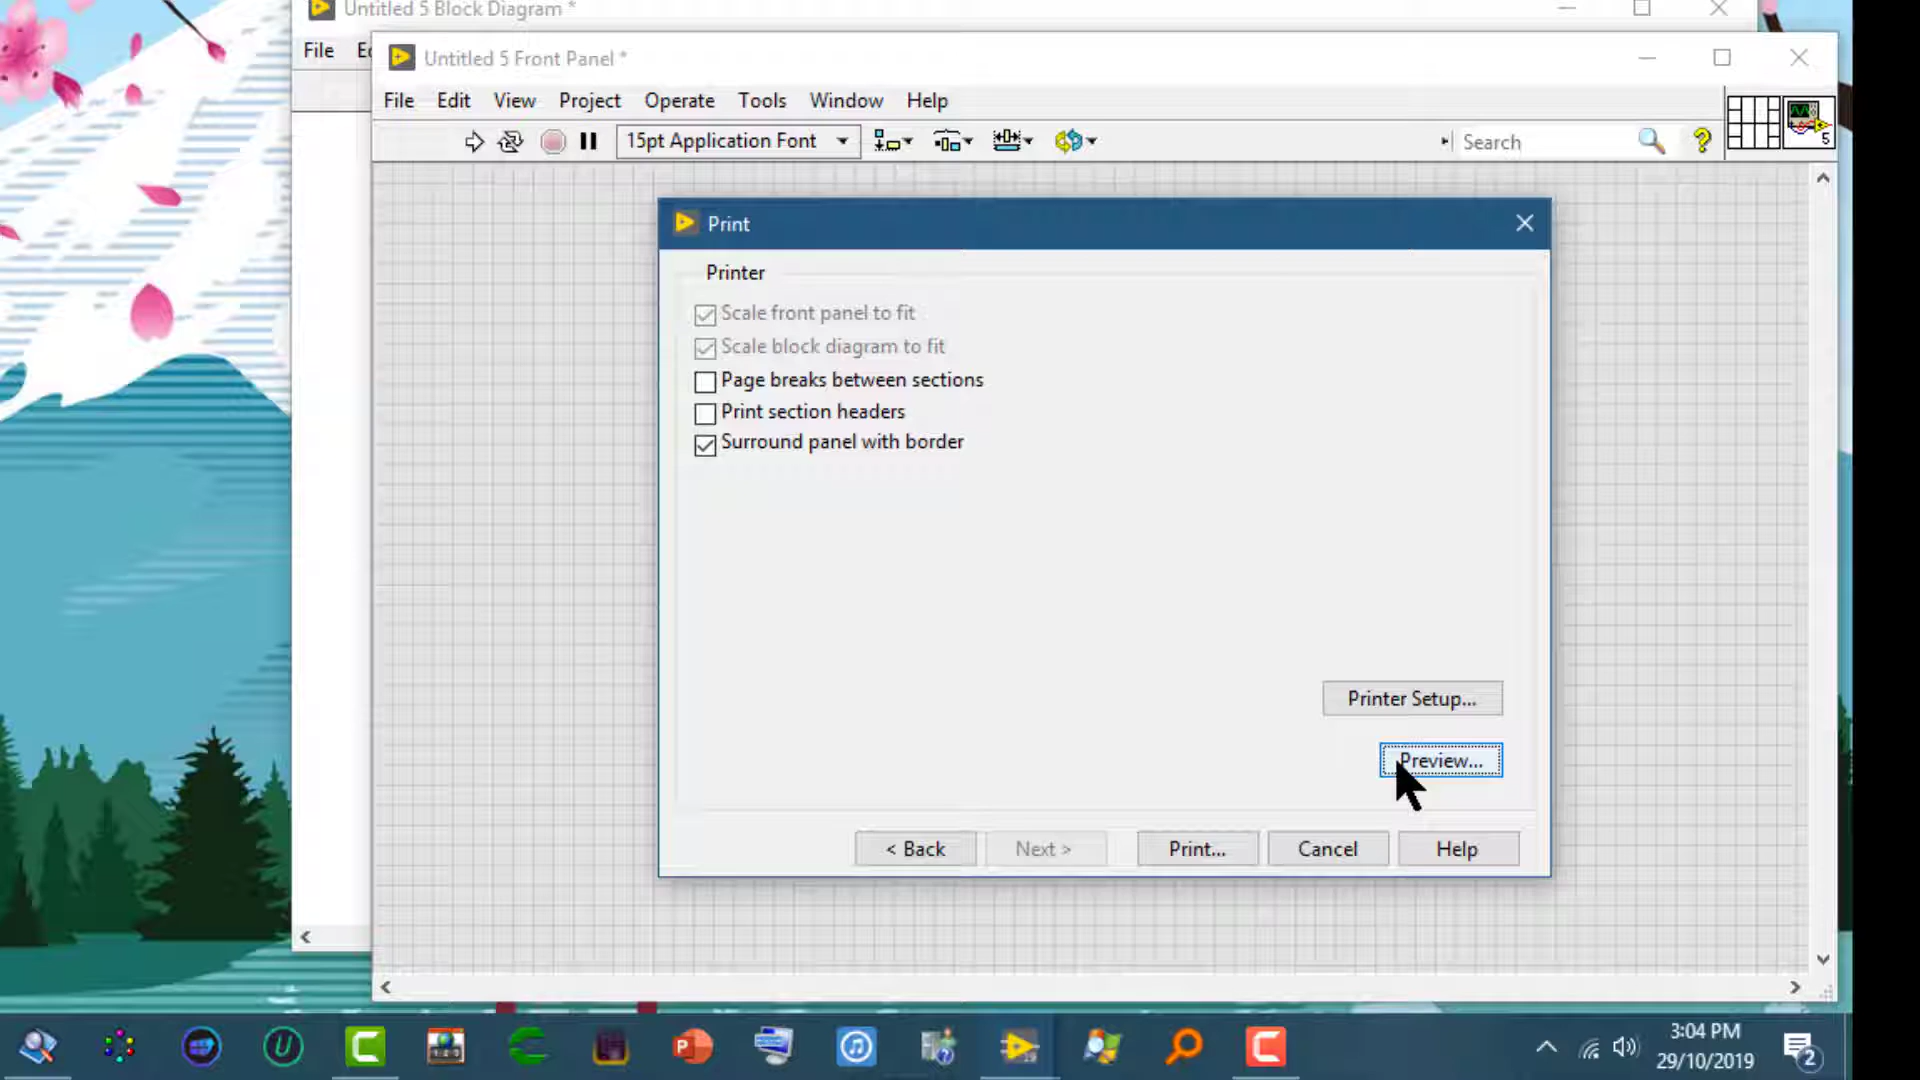 Untitled 5 Block Diagram *
File
Untitled 5 Front Panel *
File Edit View Project Operate Tools Window Help
15pt Application Font
Search
5
Print
Printer
Scale front panel to fit
Scale block diagram to fit
Page breaks between sections
Print section headers
Surround panel with border
Printer Setup...
Preview...
< Back Next > Print... Cancel Help
3:04 PM
29/10/2019
2